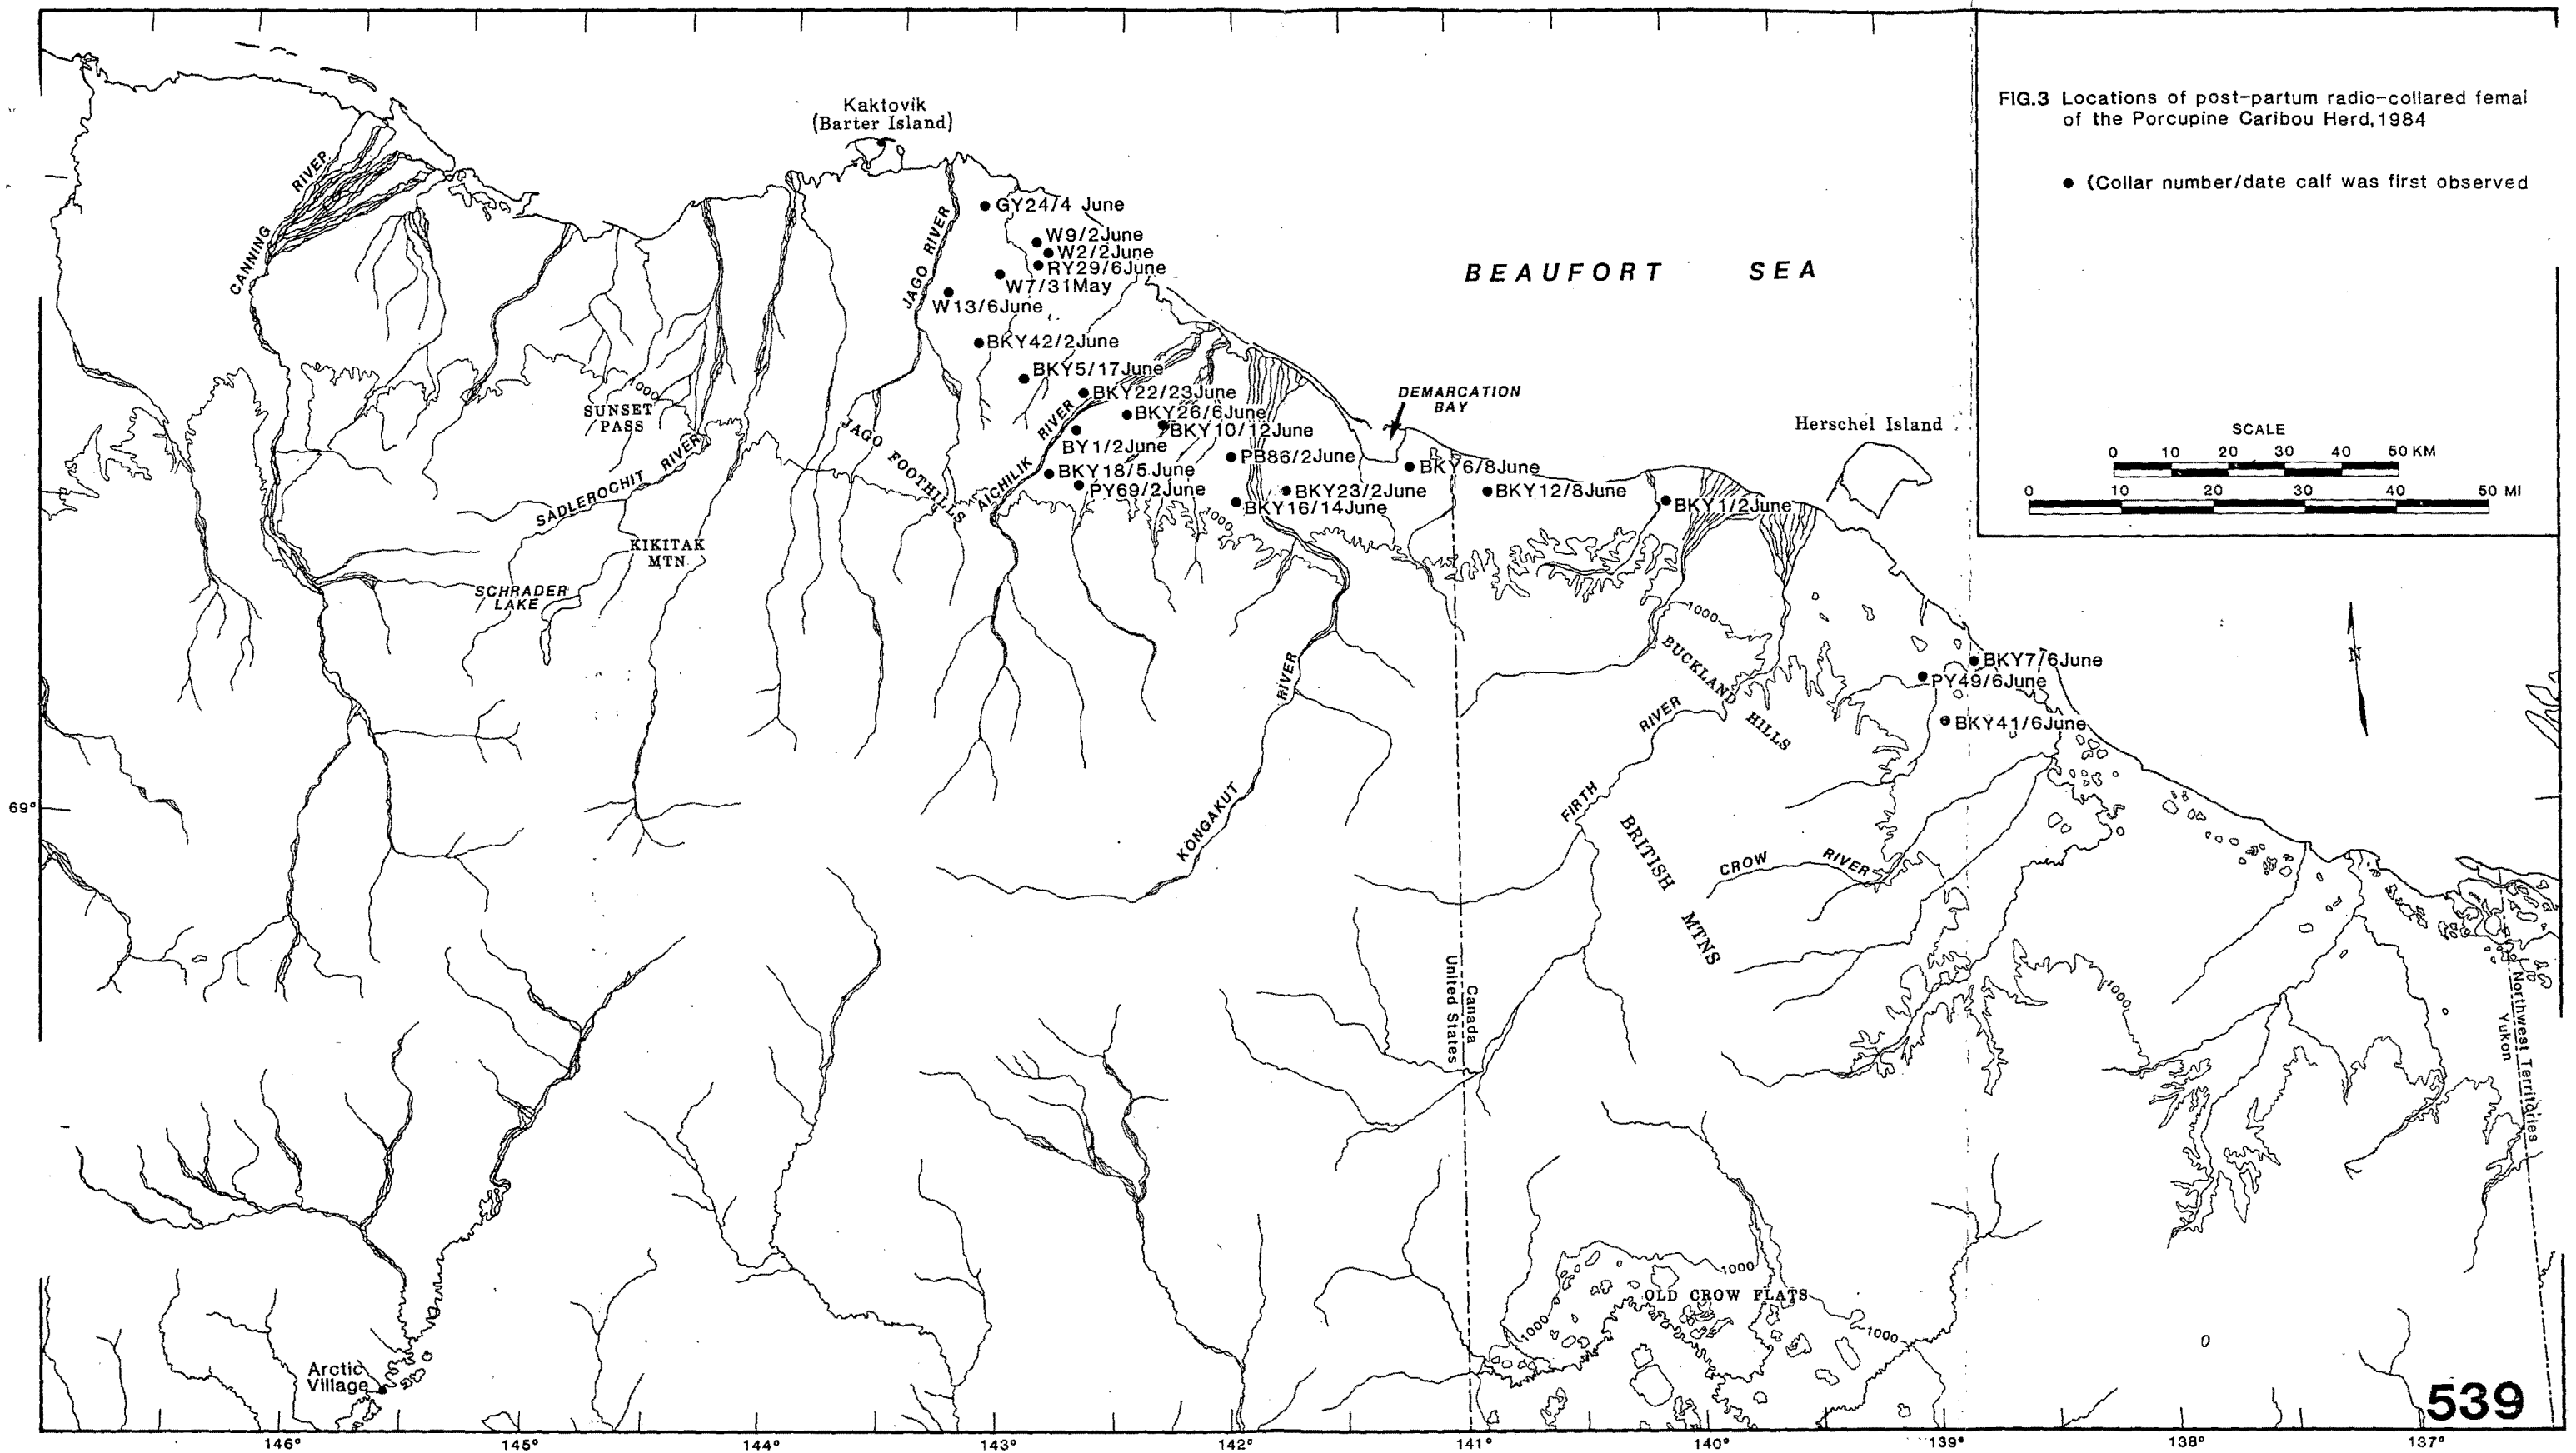 FIG.3 Locations of post-partum radio-collared femal
of the Porcupine Caribou Herd, 1984
● (Collar number/date calf was first observed
SCALE
0 10 20 30 40 50 KM
0 10 20 30 40 50 MI
Kaktovik
(Barter Island)
CANNING RIVER
JAGO RIVER
GY24/4 June
W9/2June
W2/2June
RY29/6June
W7/31May
W13/6June
BEAUFORT SEA
BKY42/2June
BKY5/17June
BKY22/23June
BKY26/6June
BKY10/12June
BY1/2June
BKY18/5June
PY69/2June
PB86/2June
BKY23/2June
BKY16/14June
DEMARCATION
BAY
BKY6/8June
BKY12/8June
BKY1/2June
Herschel Island
1000
SUNSET
PASS
SADLEROCHIT RIVER
JAGO FOOTHILLS
AICHILIK RIVER
1000
KIKITAK
MTN.
SCHRADER
LAKE
1000
BUCKLAND HILLS
BKY7/6June
PY49/6June
BKY41/6June
N
KONGAKUT RIVER
FIRTH RIVER
69°
BRITISH MTNS
CROW RIVER
United States
Canada
1000
Northwest Territories
Yukon
1000
OLD CROW FLATS
1000
1000
Arctic
Village
539
146° 145° 144° 143° 142° 141° 140° 139° 138° 137°